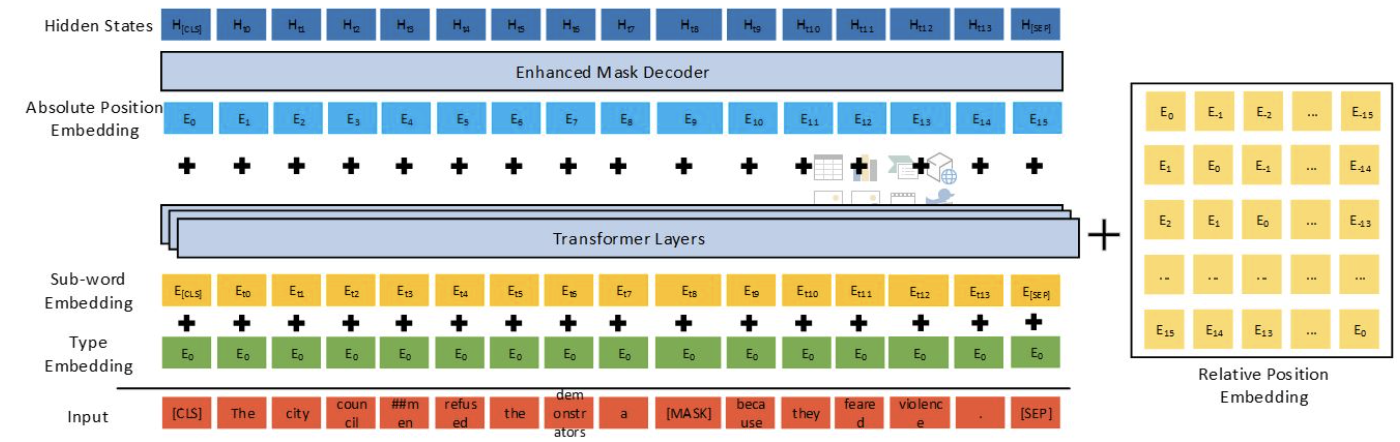 Hidden States H[CLS] Ht0 Ht1 Ht2 Ht3 Ht4 Ht5 Ht6 Ht7 Ht8 Ht9 Ht10 Ht11 Ht12 Ht13 H[SEP]
Enhanced Mask Decoder
Absolute Position
Embedding
E0 E1 E2 E3 E4 E5 E6 E7 E8 E9 E10 E11 E12 E13 E14 E15
+ + + + + + + + + + + + + + + +
Transformer Layers
Sub-word
Embedding
E[CLS] Et0 Et1 Et2 Et3 Et4 Et5 Et6 Et7 Et8 Et9 Et10 Et11 Et12 Et13 E[SEP]
+ + + + + + + + + + + + + + + +
Type
Embedding
E0 E0 E0 E0 E0 E0 E0 E0 E0 E0 E0 E0 E0 E0 E0 E0
Input
[CLS]
The
city
coun
cil
##m
en
refus
ed
the
dem
onstr
ators
a
[MASK]
beca
use
they
feare
d
violenc
e
.
[SEP]
+
E0 E-1 E-2 ... E-15
E1 E0 E-1 ... E-14
E2 E1 E0 ... E-13
... ... ... ... ...
E15 E14 E13 ... E0
Relative Position
Embedding